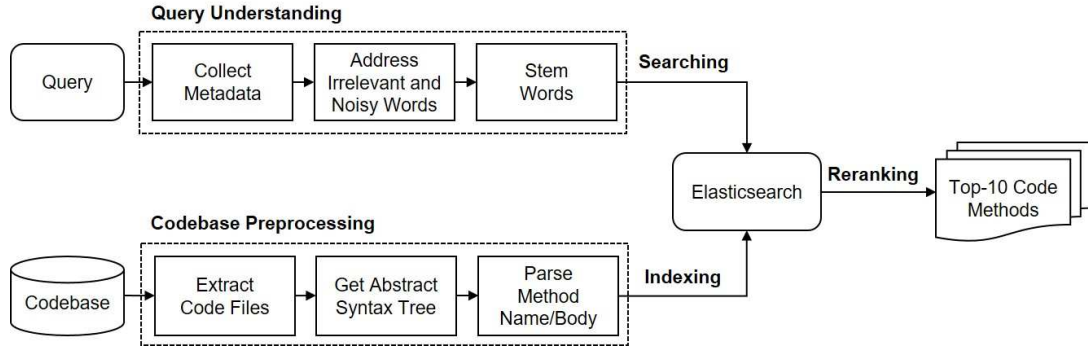 Query Understanding
Query
Collect
Metadata
Address
Irrelevant and
Noisy Words
Stem
Words
Searching
Elasticsearch
Reranking
Top-10 Code
Methods
Codebase Preprocessing
Codebase
Extract
Code Files
Get Abstract
Syntax Tree
Parse
Method
Name/Body
Indexing